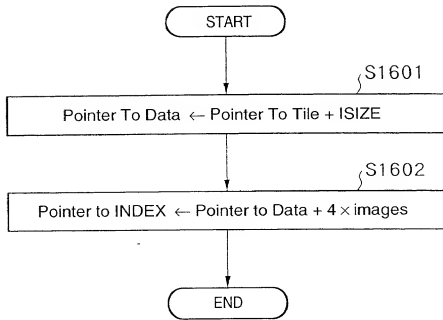 START
S1601
Pointer To Data ← Pointer To Tile + ISIZE
S1602
Pointer to INDEX ← Pointer to Data + 4 × images
END